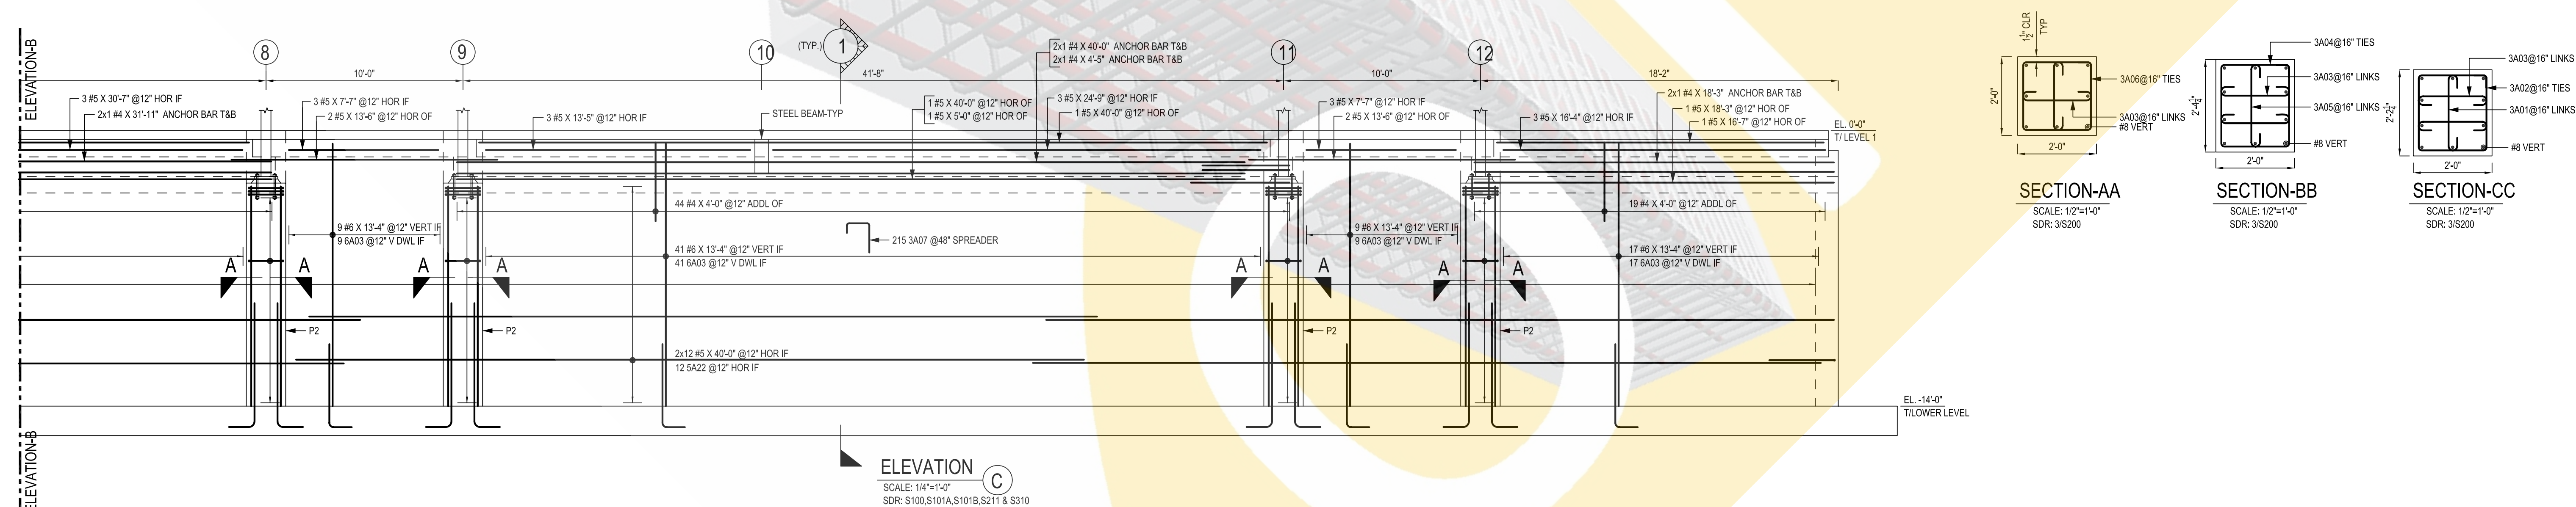 ELEVATION-B
8
9
10
(TYP.)
1
11
12
10'-0"
41'-8"
10'-0"
18'-2"
2x1 #4 X 40'-0" ANCHOR BAR T&B
2x1 #4 X 4'-5" ANCHOR BAR T&B
3 #5 X 30'-7" @12" HOR IF
2x1 #4 X 31'-11" ANCHOR BAR T&B
3 #5 X 7'-7" @12" HOR IF
2 #5 X 13'-6" @12" HOR OF
3 #5 X 13'-5" @12" HOR IF
STEEL BEAM-TYP
1 #5 X 40'-0" @12" HOR OF
1 #5 X 5'-0" @12" HOR OF
3 #5 X 24'-9" @12" HOR IF
1 #5 X 40'-0" @12" HOR OF
3 #5 X 7'-7" @12" HOR IF
2 #5 X 13'-6" @12" HOR OF
3 #5 X 16'-4" @12" HOR IF
2x1 #4 X 18'-3" ANCHOR BAR T&B
1 #5 X 18'-3" @12" HOR OF
1 #5 X 16'-7" @12" HOR OF
EL. 0'-0"
T/ LEVEL 1
44 #4 X 4'-0" @12" ADDL OF
19 #4 X 4'-0" @12" ADDL OF
9 #6 X 13'-4" @12" VERT IF
9 6A03 @12" V DWL IF
215 3A07 @48" SPREADER
41 #6 X 13'-4" @12" VERT IF
41 6A03 @12" V DWL IF
9 #6 X 13'-4" @12" VERT IF
9 6A03 @12" V DWL IF
17 #6 X 13'-4" @12" VERT IF
17 6A03 @12" V DWL IF
A
A
A
A
A
A
A
A
P2
P2
P2
P2
2x12 #5 X 40'-0" @12" HOR IF
12 5A22 @12" HOR IF
EL. -14'-0"
T/LOWER LEVEL
ELEVATION-B
ELEVATION
C
SCALE: 1/4"=1'-0"
SDR: S100,S101A,S101B,S211 & S310
1½" CLR
TYP
2'-0"
3A06@16" TIES
3A03@16" LINKS
#8 VERT
2'-0"
SECTION-AA
SCALE: 1/2"=1'-0"
SDR: 3/S200
3A04@16" TIES
3A03@16" LINKS
3A05@16" LINKS
#8 VERT
2'-0"
SECTION-BB
SCALE: 1/2"=1'-0"
SDR: 3/S200
3A03@16" LINKS
3A02@16" TIES
3A01@16" LINKS
#8 VERT
2'-0"
SECTION-CC
SCALE: 1/2"=1'-0"
SDR: 3/S200